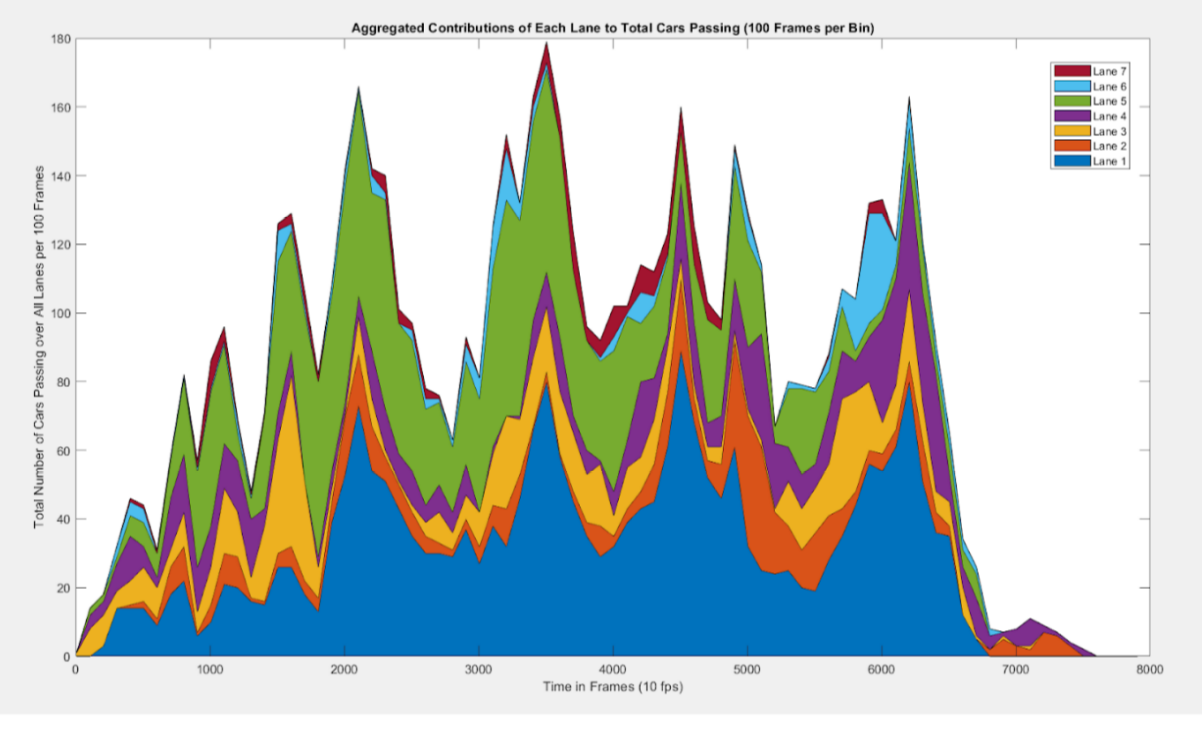 Aggregated Contributions of Each Lane to Total Cars Passing (100 Frames per Bin)
Total Number of Cars Passing over All Lanes per 100 Frames
180
160
140
120
100
80
60
40
20
0
Lane 7
Lane 6
Lane 5
Lane 4
Lane 3
Lane 2
Lane 1
0 1000 2000 3000 4000 5000 6000 7000 8000
Time in Frames (10 fps)